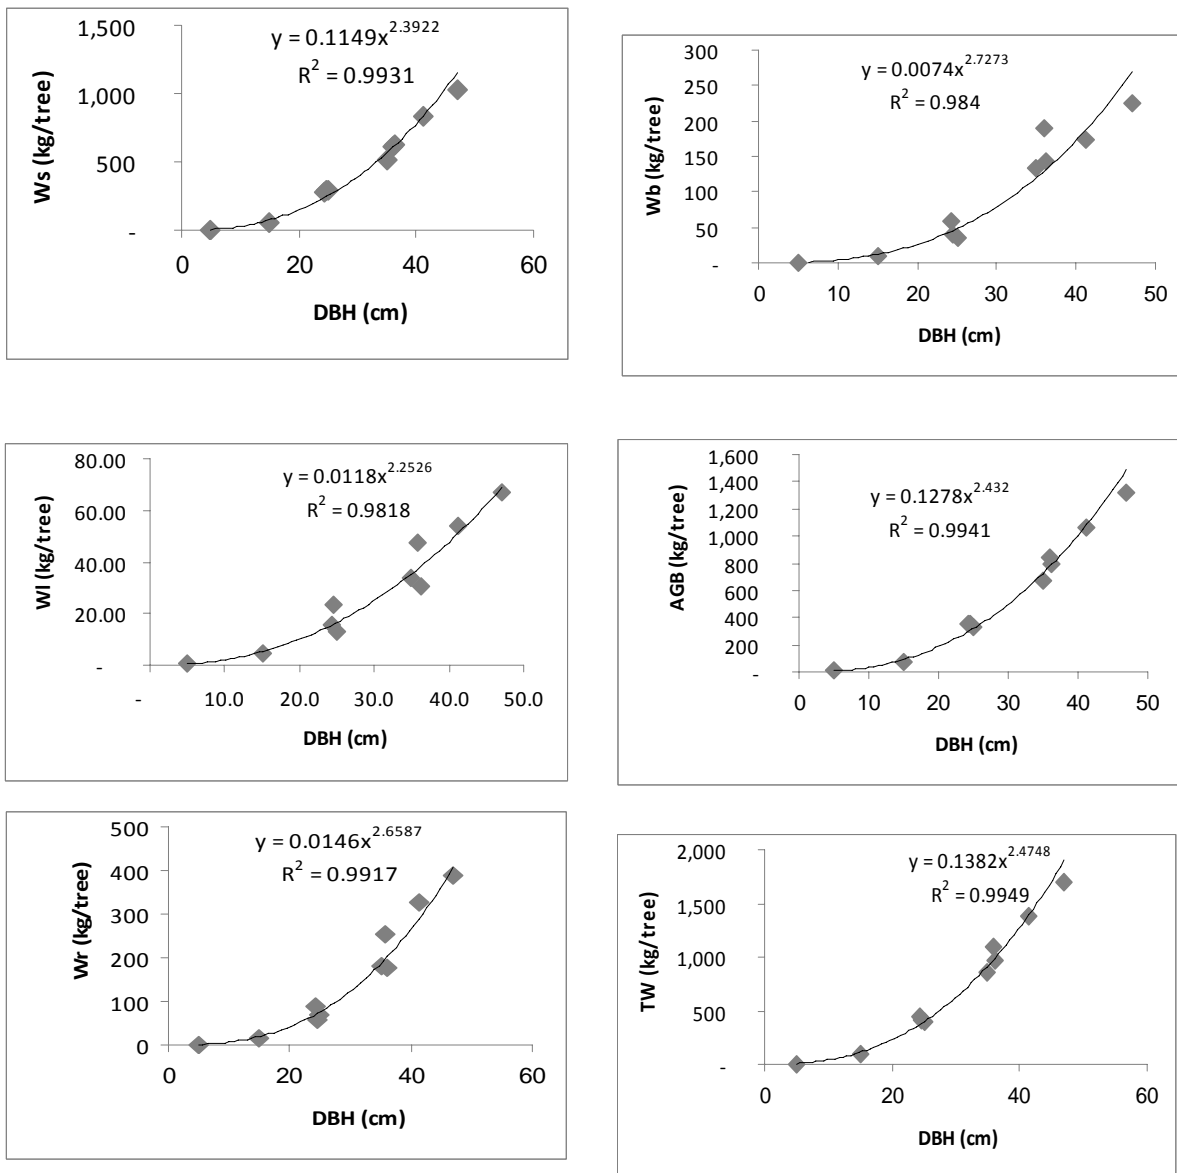 y = 0.1149x^2.3922
R² = 0.9931
1,500
1,000
500
-
0 20 40 60
Ws (kg/tree)
DBH (cm)
y = 0.0074x^2.7273
R² = 0.984
300
250
200
150
100
50
-
0 10 20 30 40 50
Wb (kg/tree)
DBH (cm)
y = 0.0118x^2.2526
R² = 0.9818
80.00
60.00
40.00
20.00
-
- 10.0 20.0 30.0 40.0 50.0
Wl (kg/tree)
DBH (cm)
y = 0.1278x^2.432
R² = 0.9941
1,600
1,400
1,200
1,000
800
600
400
200
-
0 10 20 30 40 50
AGB (kg/tree)
DBH (cm)
y = 0.0146x^2.6587
R² = 0.9917
500
400
300
200
100
0
0 20 40 60
Wr (kg/tree)
DBH (cm)
y = 0.1382x^2.4748
R² = 0.9949
2,000
1,500
1,000
500
-
0 20 40 60
TW (kg/tree)
DBH (cm)